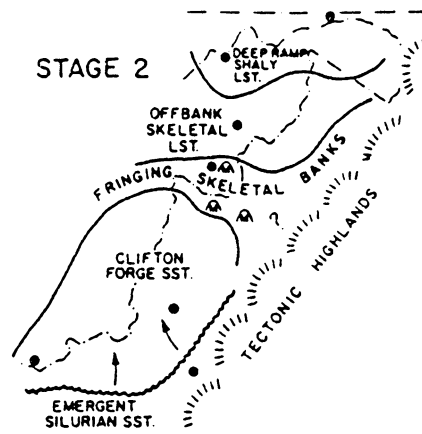 STAGE 2
DEEP RAMP
SHALY
LST.
OFFBANK
SKELETAL
LST.
FRINGING SKELETAL BANKS
?
CLIFTON
FORGE SST.
TECTONIC HIGHLANDS
EMERGENT
SILURIAN SST.